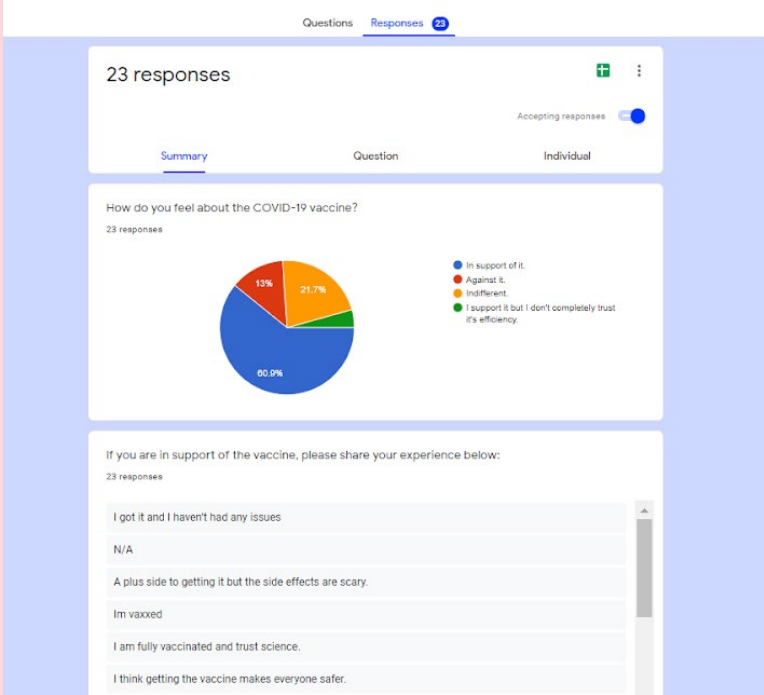 Questions Responses 23
23 responses
Accepting responses
Summary Question Individual
How do you feel about the COVID-19 vaccine?
23 responses
13%
21.7%
60.9%
In support of it.
Against it.
Indifferent.
I support it but I don't completely trust
it's efficiency.
If you are in support of the vaccine, please share your experience below:
23 responses
I got it and I haven't had any issues
N/A
A plus side to getting it but the side effects are scary.
Im vaxxed
I am fully vaccinated and trust science.
I think getting the vaccine makes everyone safer.